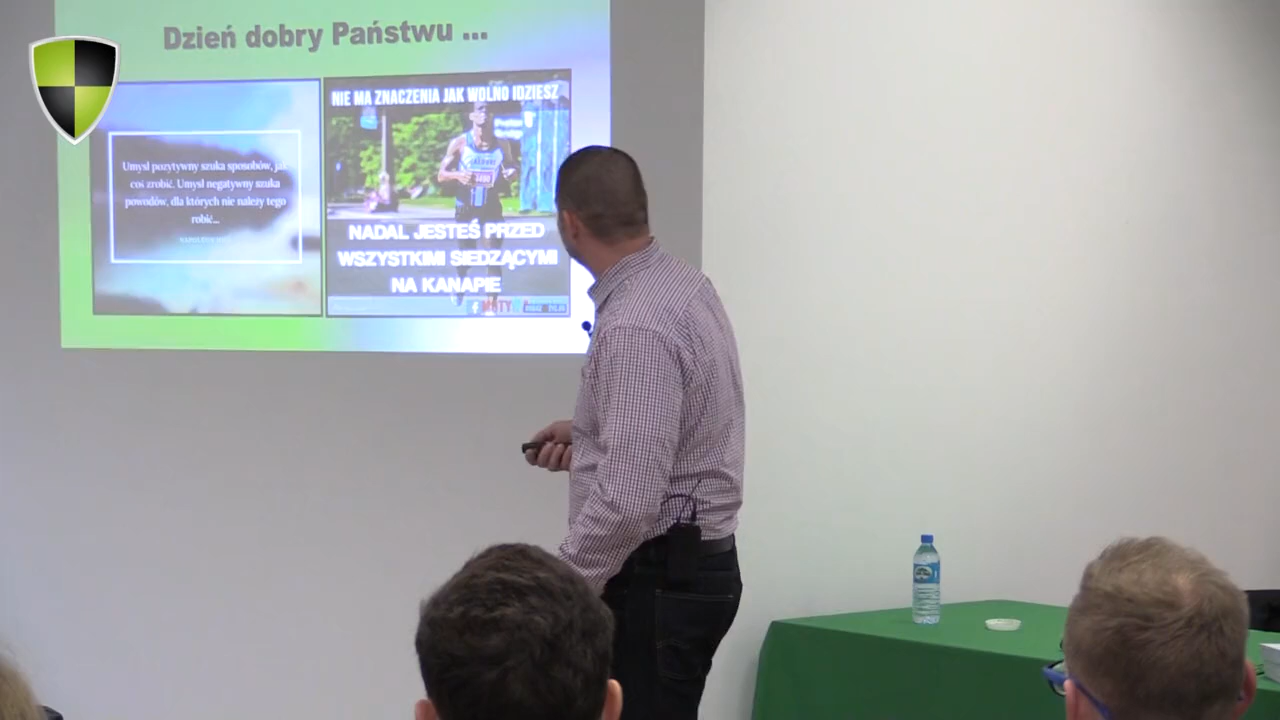 Dzień dobry Państwu ...
Umysł pozytywny szuka sposobów, jak
coś zrobić. Umysł negatywny szuka
powodów, dla których nie należy tego
robić...
NIE MA ZNACZENIA JAK WOLNO IDZIESZ
NADAL JESTEŚ PRZED
WSZYSTKIMI SIEDZĄCYMI
NA KANAPIE